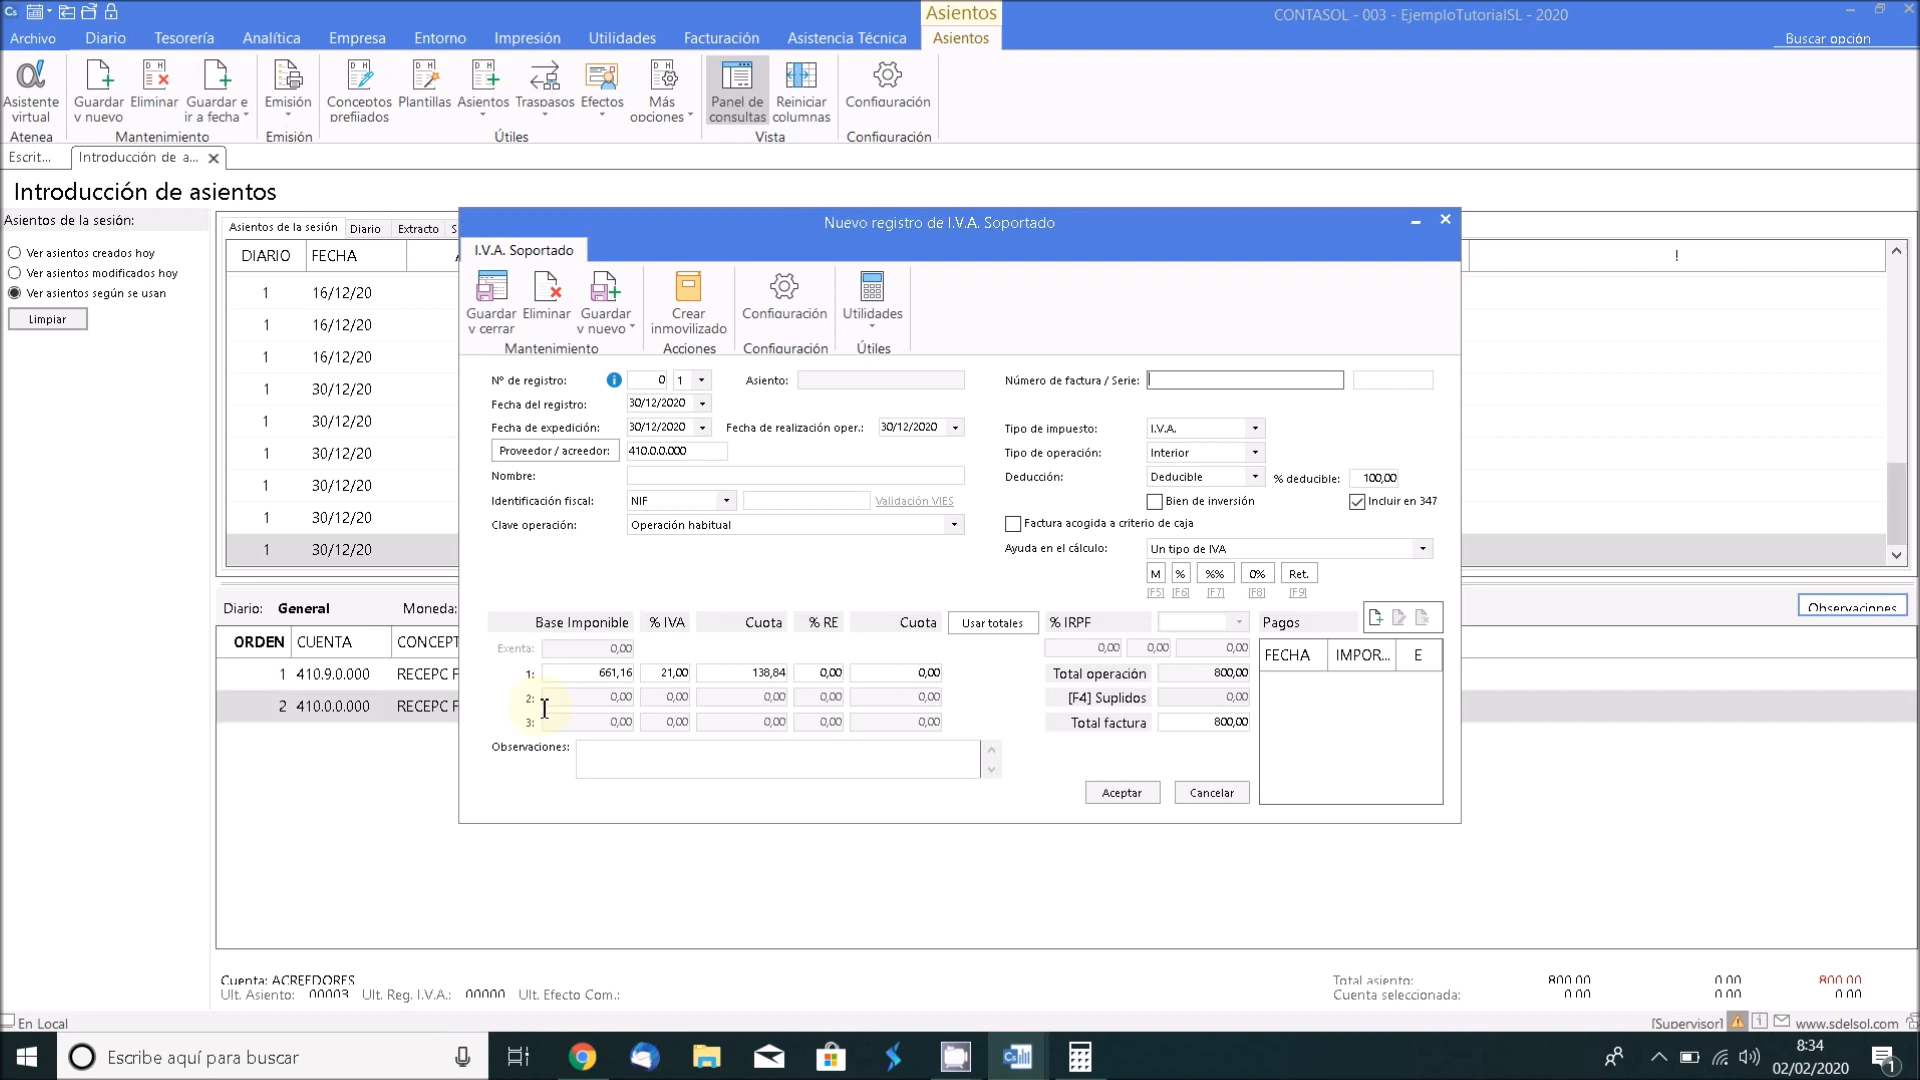 Asientos
CONTASOL - 003 - EjemploTutorialSL - 2020
Archivo Diario Tesorería Analítica Empresa Entorno Impresión Utilidades Facturación Asistencia Técnica Asientos Buscar opción
Asistente virtual
Guardar y nuevo
Eliminar
Guardar e ir a fecha
Emisión
Conceptos prefijados
Plantillas
Asientos
Traspasos
Efectos
Más opciones
Panel de consultas
Reiniciar columnas
Configuración
Atenea Mantenimiento Emisión Útiles Vista Configuración
Escrit... Introducción de a...
Introducción de asientos
Asientos de la sesión:
Ver asientos creados hoy
Ver asientos modificados hoy
Ver asientos según se usan
Limpiar
Asientos de la sesión Diario Extracto S
DIARIO FECHA A !
1 16/12/20
1 16/12/20
1 16/12/20
1 30/12/20
1 30/12/20
1 30/12/20
1 30/12/20
1 30/12/20
1 30/12/20
Diario: General Moneda: Observaciones
ORDEN CUENTA CONCEPT
1 410.9.0.000 RECEPC F
2 410.0.0.000 RECEPC F
Nuevo registro de I.V.A. Soportado
I.V.A. Soportado
Guardar y cerrar
Eliminar
Guardar y nuevo
Crear inmovilizado
Configuración
Utilidades
Mantenimiento Acciones Configuración Útiles
Nº de registro: 0 1 Asiento: Número de factura / Serie:
Fecha del registro: 30/12/2020
Fecha de expedición: 30/12/2020 Fecha de realización oper.: 30/12/2020 Tipo de impuesto: I.V.A.
Proveedor / acreedor: 410.0.0.000 Tipo de operación: Interior
Nombre: Deducción: Deducible % deducible: 100,00
Identificación fiscal: NIF Validación VIES Bien de inversión Incluir en 347
Clave operación: Operación habitual Factura acogida a criterio de caja
Ayuda en el cálculo: Un tipo de IVA
M % %% 0% Ret.
[F5] [F6] [F7] [F8] [F9]
Base Imponible % IVA Cuota % RE Cuota Usar totales % IRPF Pagos
Exenta: 0,00 0,00 0,00 0,00 FECHA IMPOR... E
1: 661,16 21,00 138,84 0,00 0,00 Total operación 800,00
2: 0,00 0,00 0,00 0,00 0,00 [F4] Suplidos 0,00
3: 0,00 0,00 0,00 0,00 0,00 Total factura 800,00
Observaciones:
Aceptar Cancelar
Cuenta: ACREEDORES Total asiento: 800,00 0,00 800,00
Ult. Asiento: 00003 Ult. Reg. I.V.A.: 00000 Ult. Efecto Com.: Cuenta seleccionada: 0,00 0,00 0,00
En Local [Supervisor] www.sdelsol.com
Escribe aquí para buscar
8:34
02/02/2020
1